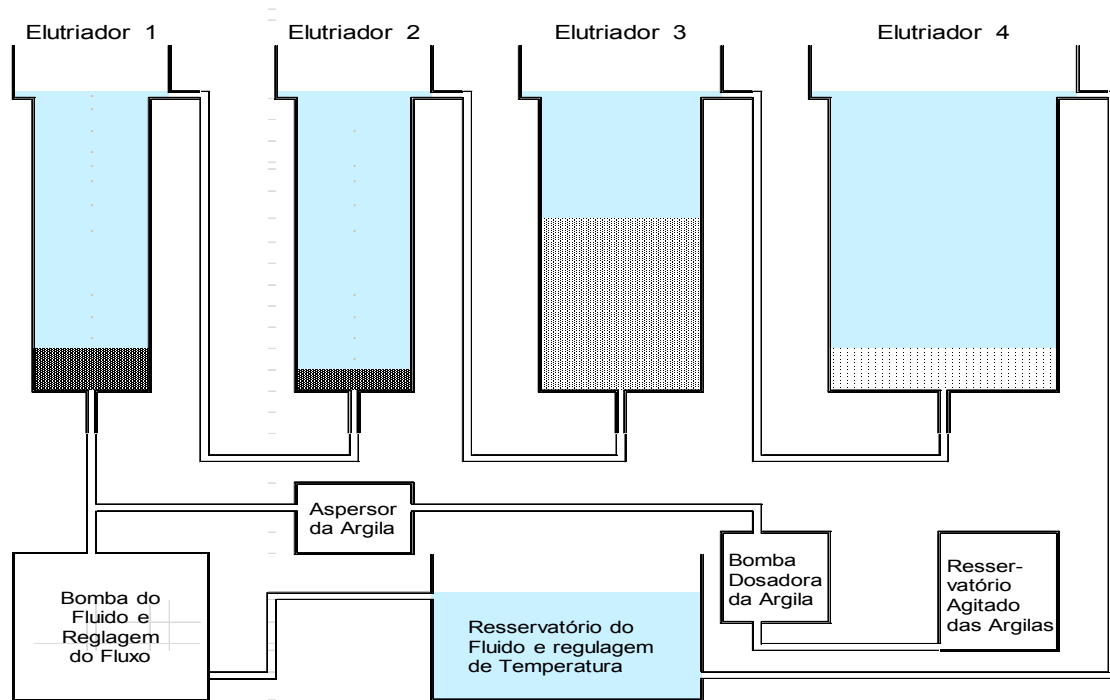 Elutriador 1
Elutriador 2
Elutriador 3
Elutriador 4
Aspersor
da Argila
Bomba do
Fluido e
Reglagem
do Fluxo
Resservatório do
Fluido e regulagem
de Temperatura
Bomba
Dosadora
da Argila
Resser-
vatório
Agitado
das Argilas